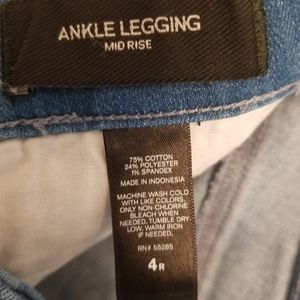 ANKLE LEGGING
MID RISE
75% COTTON
24% POLYESTER
1% SPANDEX
MADE IN INDONESIA
MACHINE WASH COLD
WITH LIKE COLORS.
ONLY NON-CHLORINE
BLEACH WHEN
NEEDED. TUMBLE DRY
LOW. WARM IRON
IF NEEDED.
RN# 55285
4R